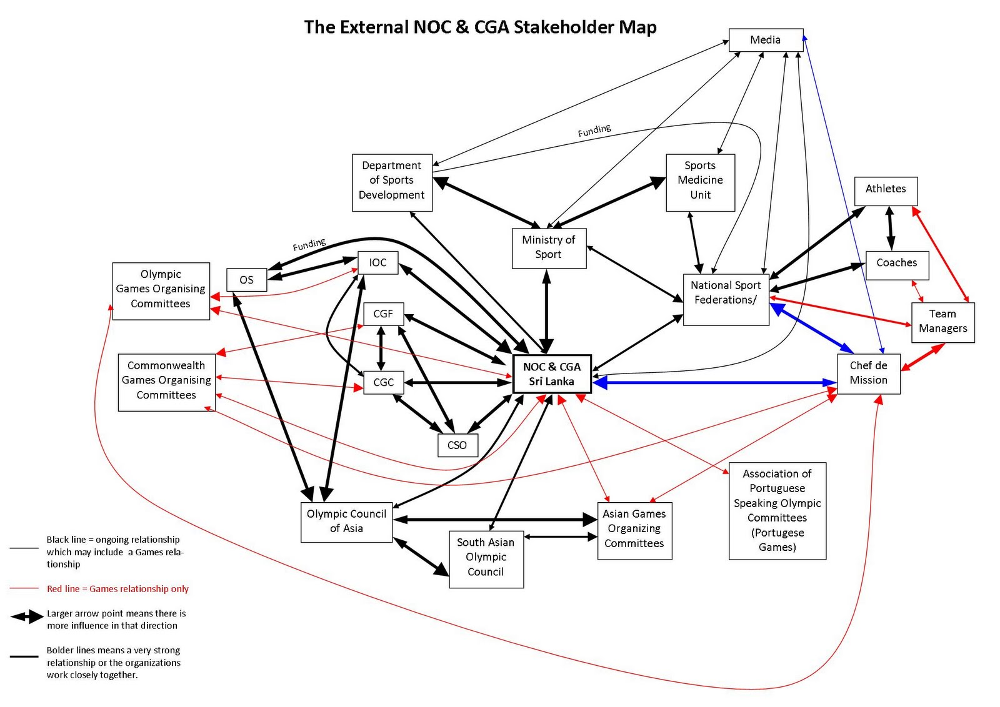 The External NOC & CGA Stakeholder Map
Media
Funding
Department
of Sports
Development
Sports
Medicine
Unit
Athletes
Ministry of
Sport
Funding
IOC
OS
Olympic
Games Organising
Committees
Coaches
National Sport
Federations/
CGF
Team
Managers
Commonwealth
Games Organising
Committees
CGC
NOC & CGA
Sri Lanka
Chef de
Mission
CSO
Association of
Portuguese
Speaking Olympic
Committees
(Portugese
Games)
Olympic Council
of Asia
Asian Games
Organizing
Committees
South Asian
Olympic
Council
Black line = ongoing relationship
which may include  a Games rela-
tionship
Red line = Games relationship only
Larger arrow point means there is
more influence in that direction
Bolder lines means a very strong
relationship or the organizations
work closely together.